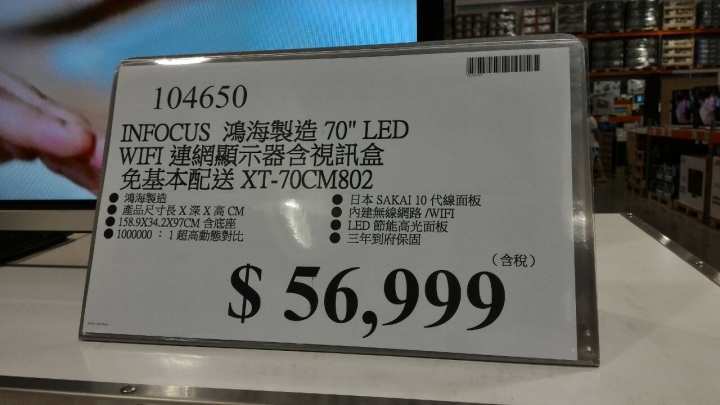 104650
INFOCUS 鴻海製造 70" LED
WIFI 連網顯示器含視訊盒
免基本配送 XT-70CM802
● 鴻海製造
● 產品尺寸長 X 深 X 高 CM
● 158.9X34.2X97CM 含底座
● 1000000 : 1 超高動態對比
● 日本 SAKAI 10 代線面板
● 內建無線網路 /WIFI
● LED 節能高光面板
● 三年到府保固
(含稅)
$ 56,999